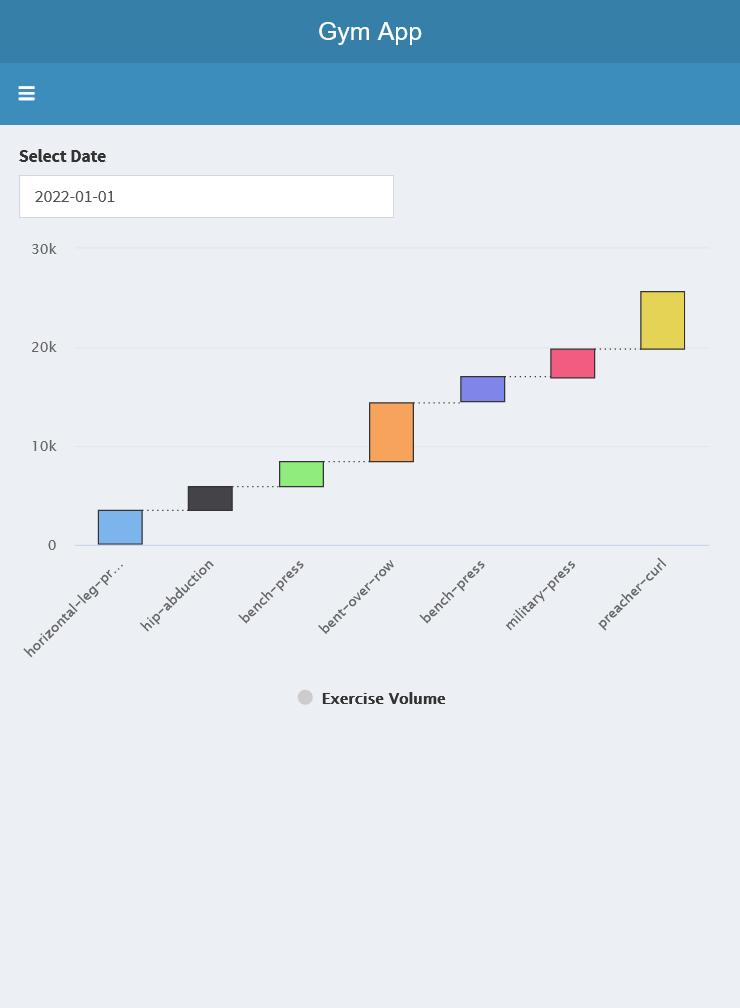 Gym App
Select Date
2022-01-01
30k
20k
10k
0
horizontal-leg-pr...
hip-abduction
bench-press
bent-over-row
bench-press
military-press
preacher-curl
Exercise Volume